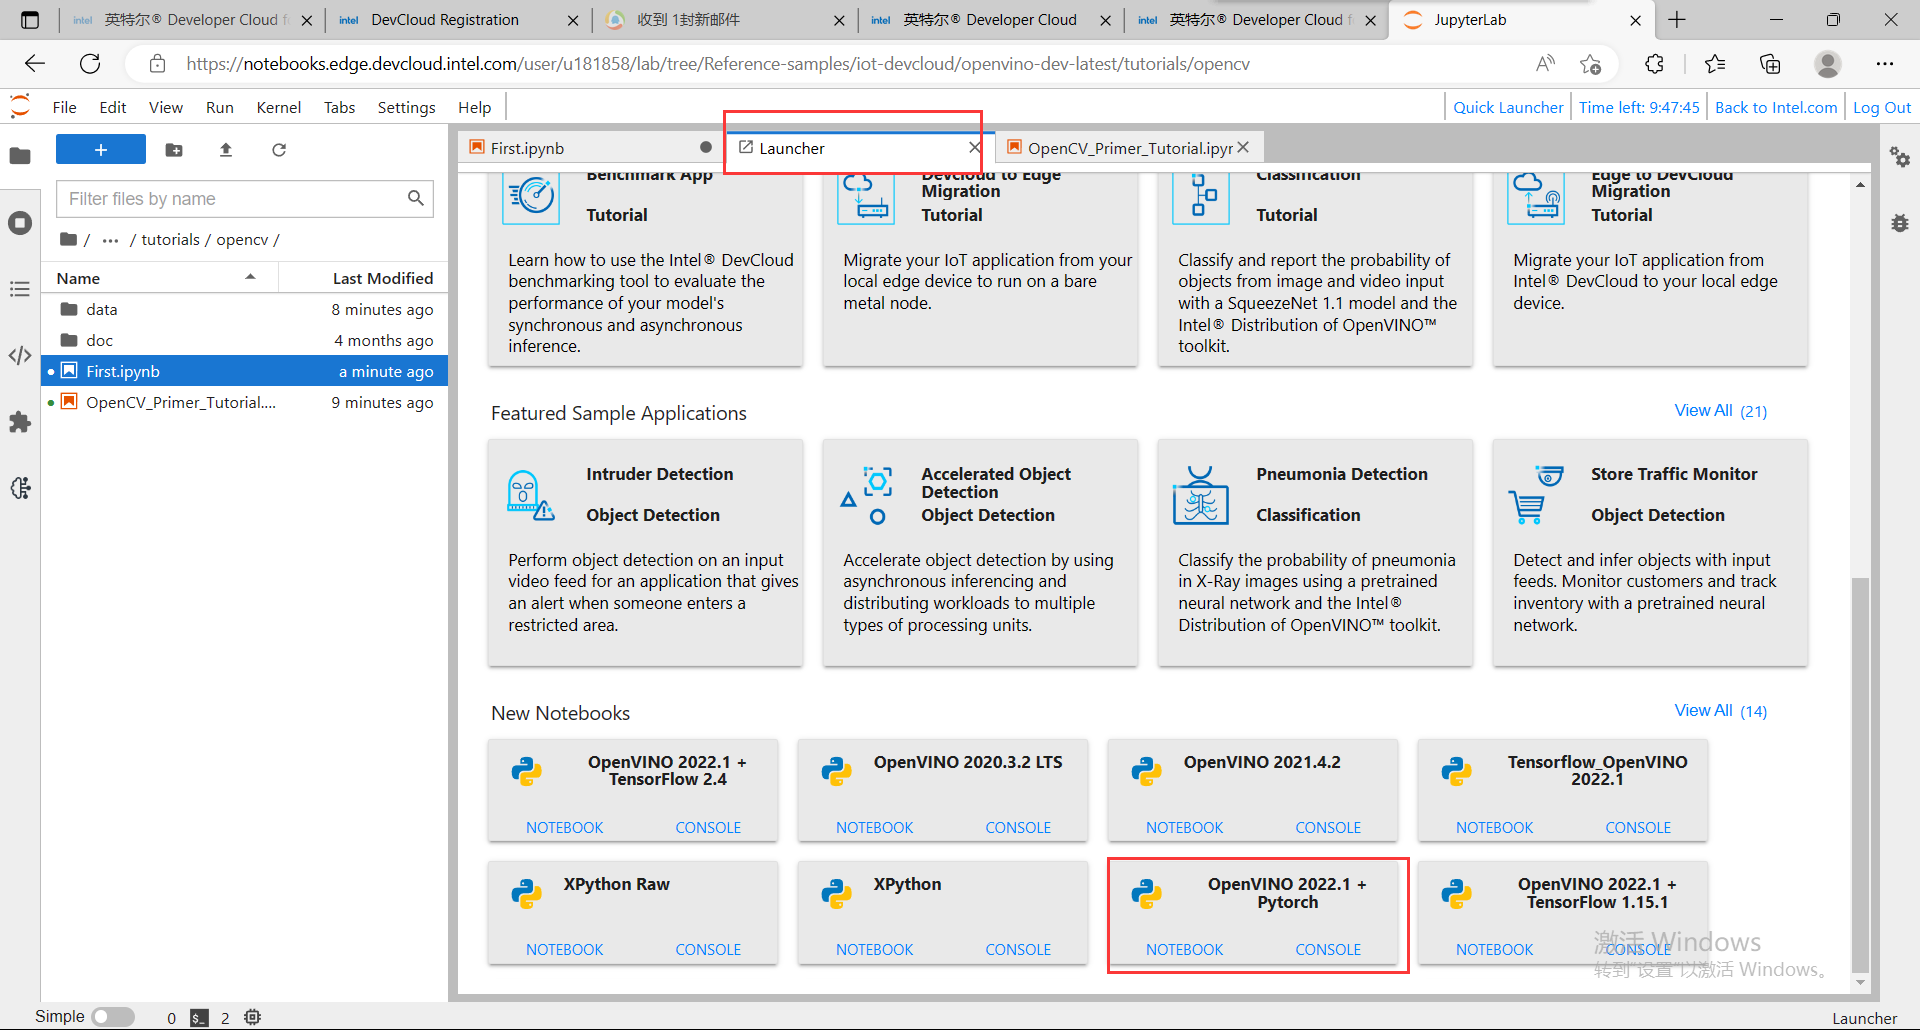 intel 英特尔® Developer Cloud f
intel DevCloud Registration
收到 1封新邮件
intel 英特尔® Developer Cloud
intel 英特尔® Developer Cloud f
JupyterLab
https://notebooks.edge.devcloud.intel.com/user/u181858/lab/tree/Reference-samples/iot-devcloud/openvino-dev-latest/tutorials/opencv
File Edit View Run Kernel Tabs Settings Help
Quick Launcher Time left: 9:47:45 Back to Intel.com Log Out
Filter files by name
/ ··· / tutorials / opencv /
Name Last Modified
data 8 minutes ago
doc 4 months ago
First.ipynb a minute ago
OpenCV_Primer_Tutorial.... 9 minutes ago
First.ipynb
Launcher
OpenCV_Primer_Tutorial.ipyr
Benchmark App
Tutorial
Learn how to use the Intel® DevCloud
benchmarking tool to evaluate the
performance of your model's
synchronous and asynchronous
inference.
Devcloud to Edge
Migration
Tutorial
Migrate your IoT application from your
local edge device to run on a bare
metal node.
Classification
Tutorial
Classify and report the probability of
objects from image and video input
with a SqueezeNet 1.1 model and the
Intel® Distribution of OpenVINO™
toolkit.
Edge to DevCloud
Migration
Tutorial
Migrate your IoT application from
Intel® DevCloud to your local edge
device.
Featured Sample Applications
View All (21)
Intruder Detection
Object Detection
Perform object detection on an input
video feed for an application that gives
an alert when someone enters a
restricted area.
Accelerated Object
Detection
Object Detection
Accelerate object detection by using
asynchronous inferencing and
distributing workloads to multiple
types of processing units.
Pneumonia Detection
Classification
Classify the probability of pneumonia
in X-Ray images using a pretrained
neural network and the Intel®
Distribution of OpenVINO™ toolkit.
Store Traffic Monitor
Object Detection
Detect and infer objects with input
feeds. Monitor customers and track
inventory with a pretrained neural
network.
New Notebooks
View All (14)
OpenVINO 2022.1 +
TensorFlow 2.4
NOTEBOOK CONSOLE
OpenVINO 2020.3.2 LTS
NOTEBOOK CONSOLE
OpenVINO 2021.4.2
NOTEBOOK CONSOLE
Tensorflow_OpenVINO
2022.1
NOTEBOOK CONSOLE
XPython Raw
NOTEBOOK CONSOLE
XPython
NOTEBOOK CONSOLE
OpenVINO 2022.1 +
Pytorch
NOTEBOOK CONSOLE
OpenVINO 2022.1 +
TensorFlow 1.15.1
NOTEBOOK CONSOLE
激活 Windows
转到"设置"以激活 Windows。
Simple 0 $_ 2
Launcher